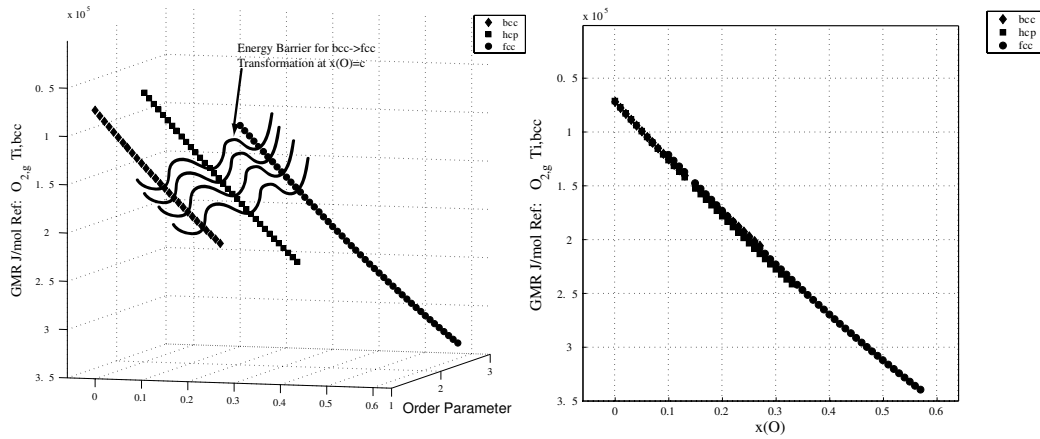 x 10⁵
bcc
hcp
fcc
Energy Barrier for bcc->fcc
Transformation at x(O)=c
0. 5
1
1. 5
2
2. 5
3
3. 5
GMR J/mol Ref: O2,g Ti,bcc
0
0.1
0.2
0.3
0.4
0.5
0.6
1
2
3
Order Parameter
x 10⁵
bcc
hcp
fcc
0. 5
1
1. 5
2
2. 5
3
3. 5
GMR J/mol Ref: O2,g Ti,bcc
0
0.1
0.2
0.3
0.4
0.5
0.6
x(O)